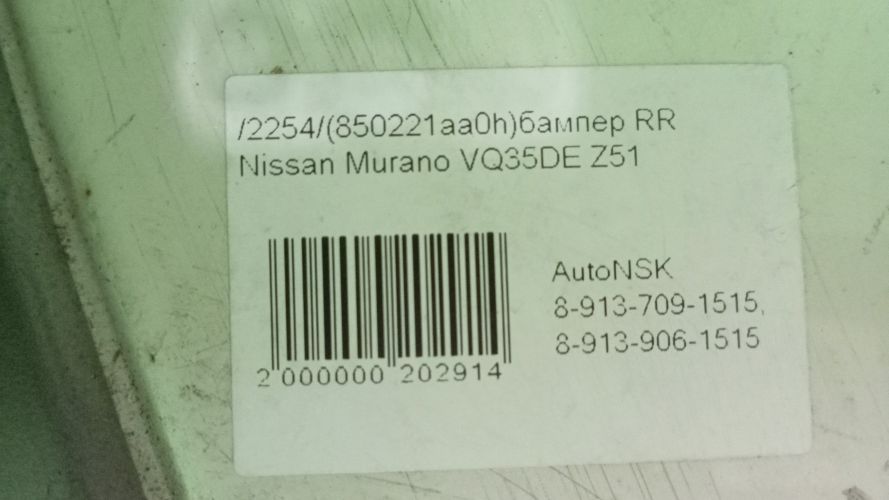 /2254/(850221aa0h)бампер RR
Nissan Murano VQ35DE Z51
AutoNSK
8-913-709-1515,
8-913-906-1515
2 000000 202914